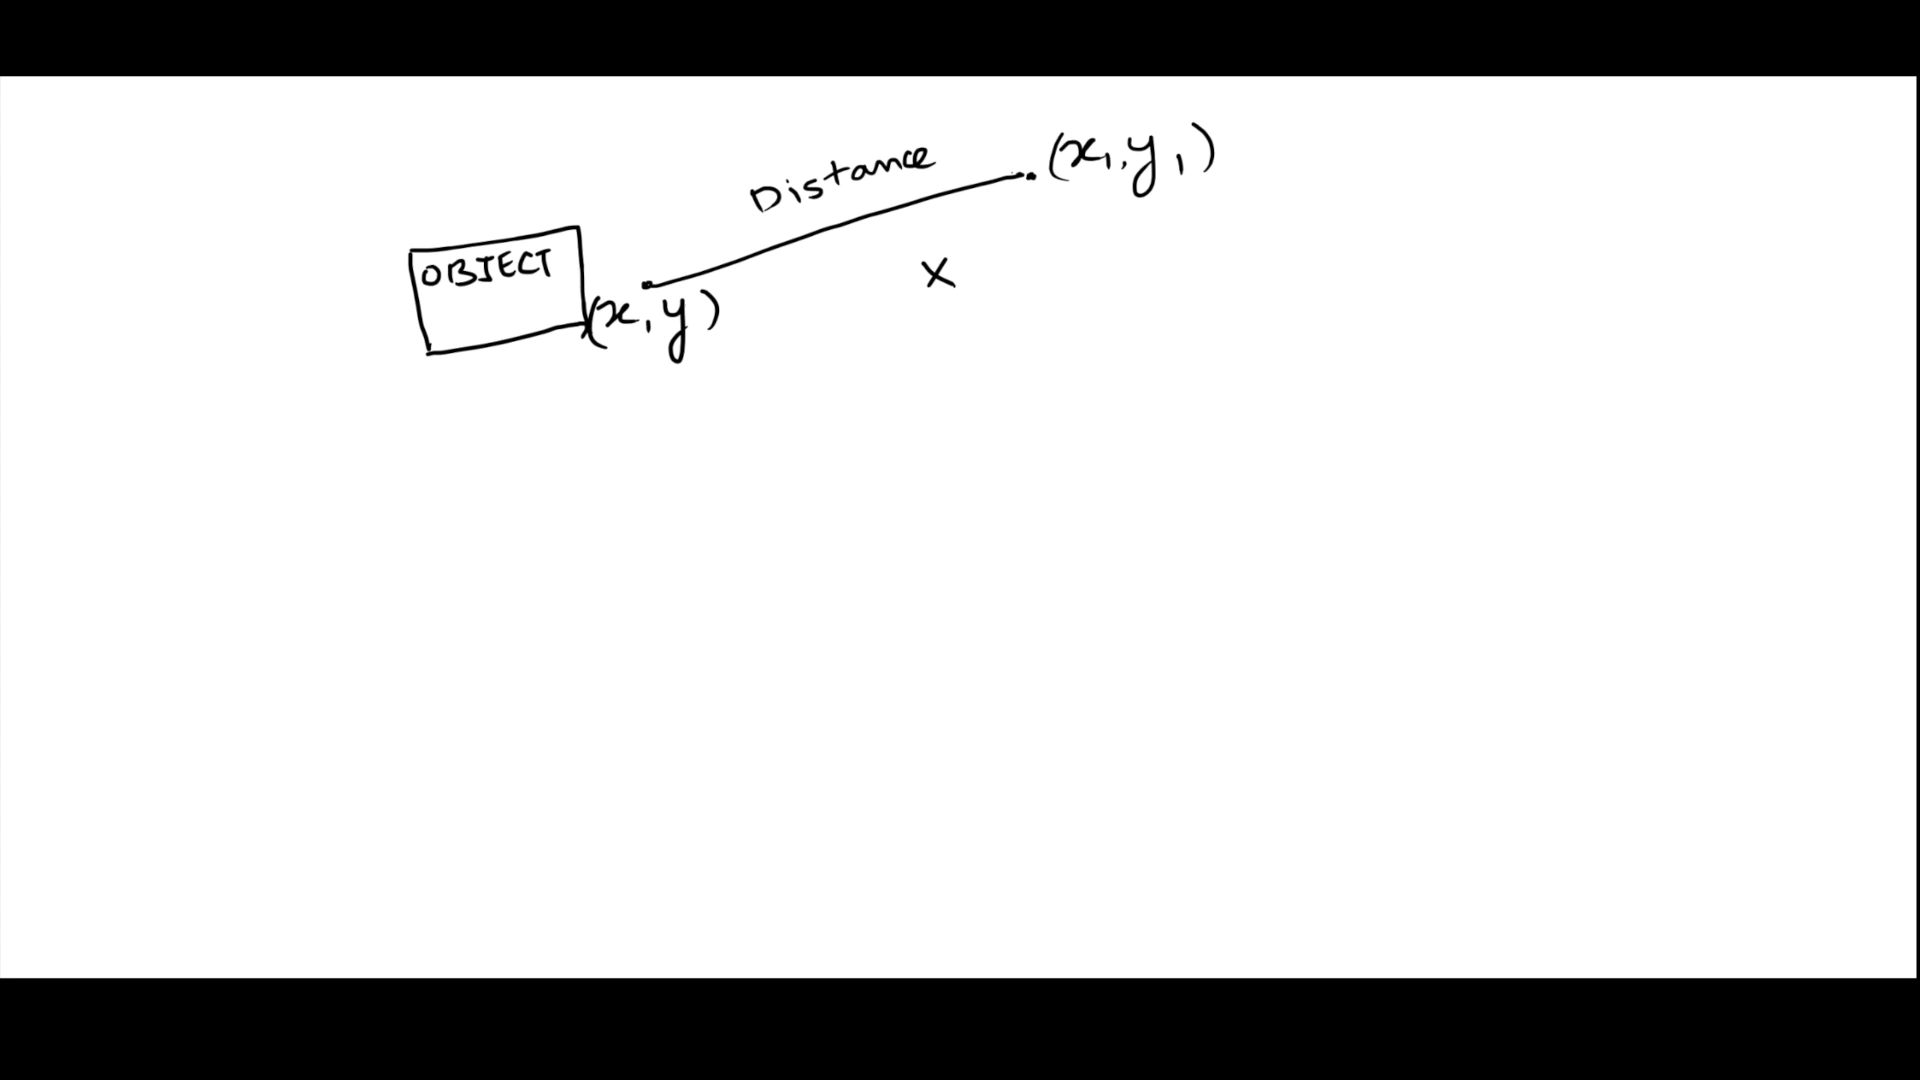 Distance
(x₁, y₁)
OBJECT
(x, y)
X